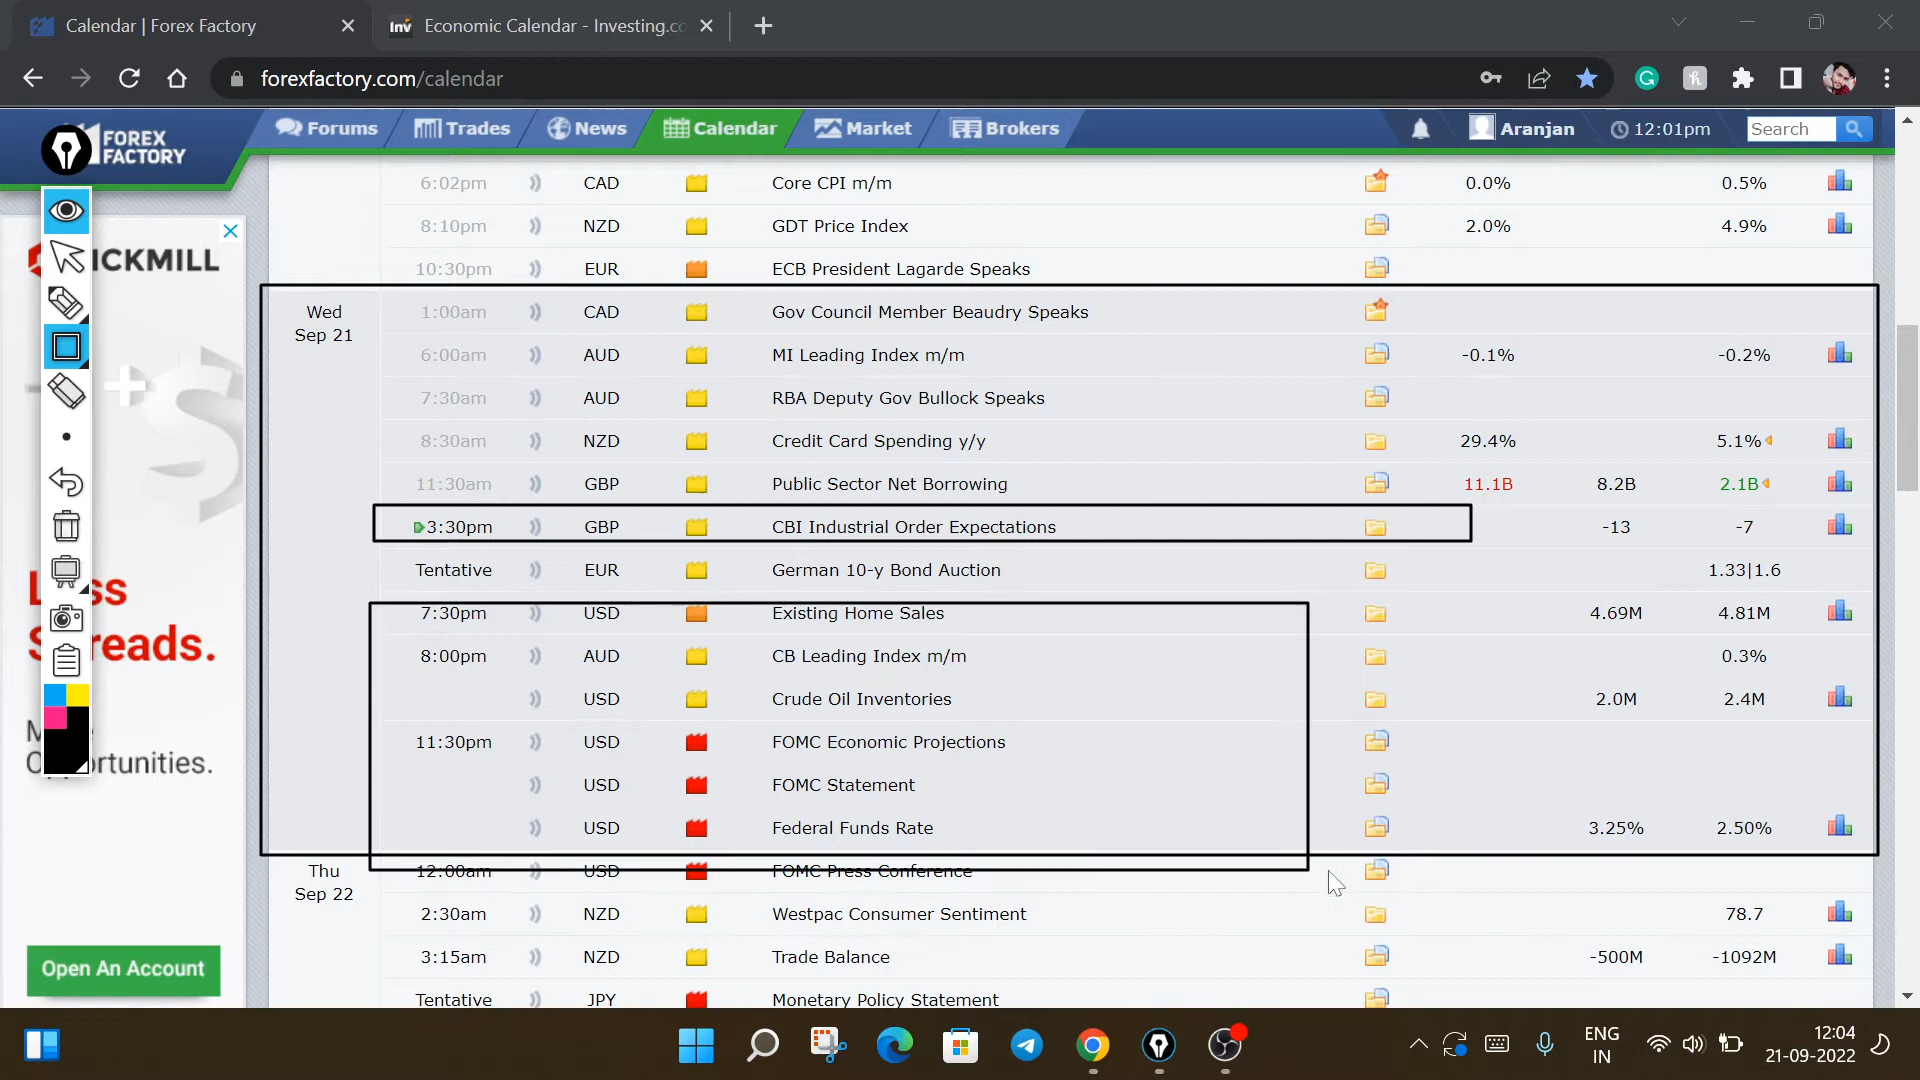 Calendar | Forex Factory
Inv Economic Calendar - Investing.co
forexfactory.com/calendar
FOREX FACTORY
Forums Trades News Calendar Market Brokers Aranjan 12:01pm Search
6:02pm CAD Core CPI m/m 0.0% 0.5%
8:10pm NZD GDT Price Index 2.0% 4.9%
10:30pm EUR ECB President Lagarde Speaks
Wed Sep 21 1:00am CAD Gov Council Member Beaudry Speaks
6:00am AUD MI Leading Index m/m -0.1% -0.2%
7:30am AUD RBA Deputy Gov Bullock Speaks
8:30am NZD Credit Card Spending y/y 29.4% 5.1%
11:30am GBP Public Sector Net Borrowing 11.1B 8.2B 2.1B
3:30pm GBP CBI Industrial Order Expectations -13 -7
Tentative EUR German 10-y Bond Auction 1.33|1.6
7:30pm USD Existing Home Sales 4.69M 4.81M
8:00pm AUD CB Leading Index m/m 0.3%
USD Crude Oil Inventories 2.0M 2.4M
11:30pm USD FOMC Economic Projections
USD FOMC Statement
USD Federal Funds Rate 3.25% 2.50%
Thu Sep 22 12:00am USD FOMC Press Conference
2:30am NZD Westpac Consumer Sentiment 78.7
3:15am NZD Trade Balance -500M -1092M
Tentative JPY Monetary Policy Statement
ICKMILL
reads.
rtunities.
Open An Account
ENG
IN
12:04
21-09-2022